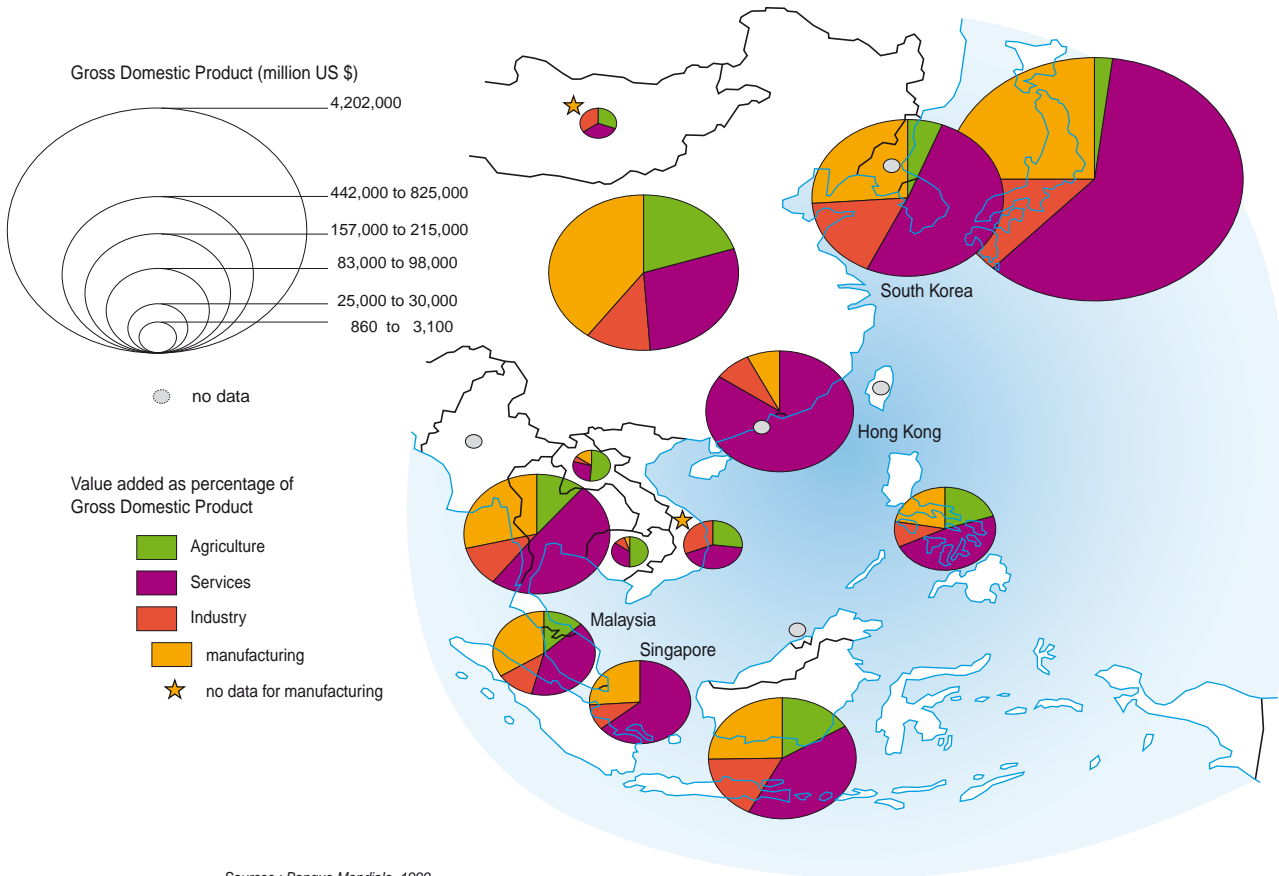 Gross Domestic Product (million US $)
4,202,000
442,000 to 825,000
157,000 to 215,000
83,000 to 98,000
25,000 to 30,000
860 to 3,100
no data
Value added as percentage of
Gross Domestic Product
Agriculture
Services
Industry
manufacturing
no data for manufacturing
South Korea
Hong Kong
Malaysia
Singapore